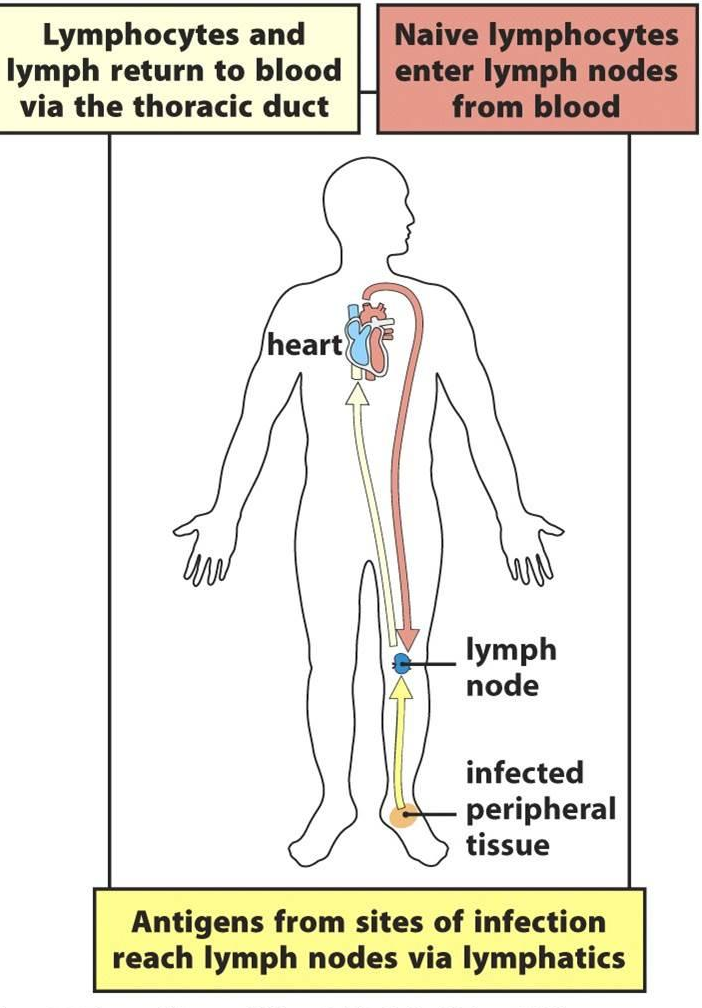 Lymphocytes and
lymph return to blood
via the thoracic duct
Naive lymphocytes
enter lymph nodes
from blood
heart
lymph
node
infected
peripheral
tissue
Antigens from sites of infection
reach lymph nodes via lymphatics